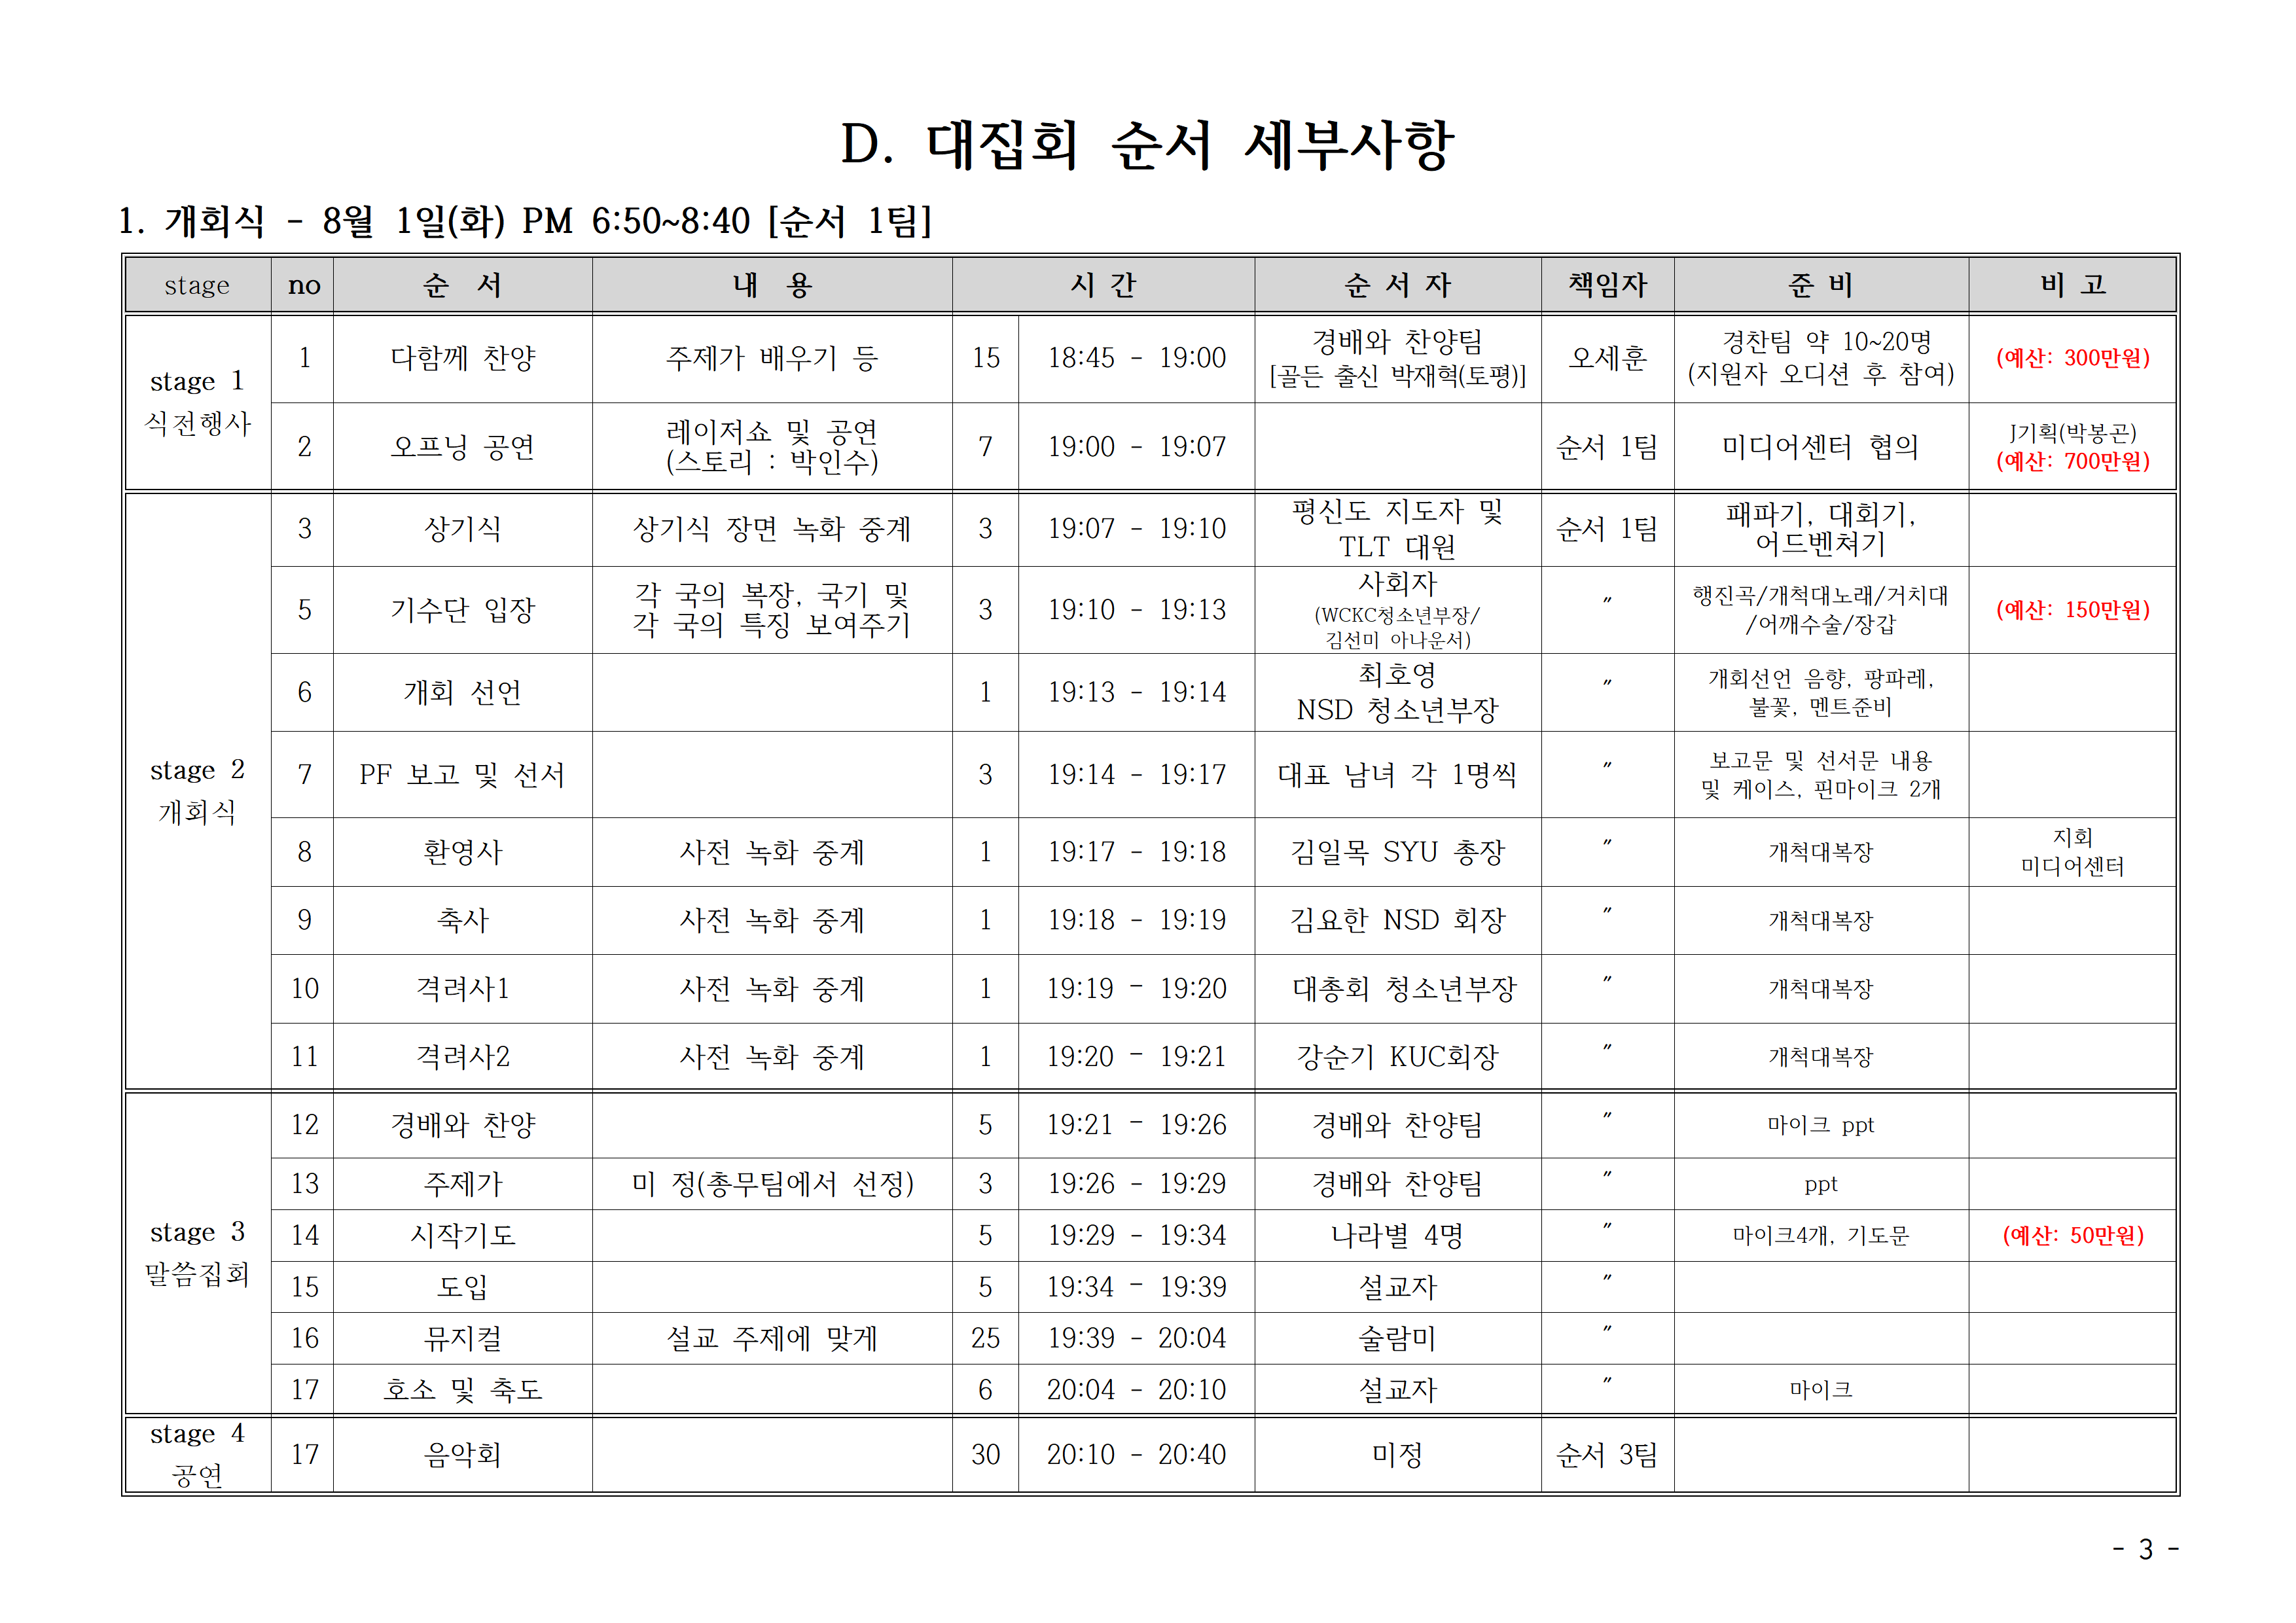 D. 대집회 순서 세부사항
1. 개회식 - 8월 1일(화) PM 6:50~8:40 [순서 1팀]
stage no 순 서 내 용 시 간 순 서 자 책임자 준 비 비 고
stage 1
식전행사
1 다함께 찬양 주제가 배우기 등 15 18:45 - 19:00 경배와 찬양팀
[골든 출신 박재혁(토평)]
오세훈 경찬팀 약 10~20명
(지원자 오디션 후 참여)
(예산: 300만원)
2 오프닝 공연 레이저쇼 및 공연
(스토리 : 박인수)
7 19:00 - 19:07 순서 1팀 미디어센터 협의 J기획(박봉곤)
(예산: 700만원)
stage 2
개회식
3 상기식 상기식 장면 녹화 중계 3 19:07 - 19:10 평신도 지도자 및
TLT 대원
순서 1팀 패파기, 대회기,
어드벤쳐기
5 기수단 입장 각 국의 복장, 국기 및
각 국의 특징 보여주기
3 19:10 - 19:13 사회자
(WCKC청소년부장/
김선미 아나운서)
〃 행진곡/개척대노래/거치대
/어깨수술/장갑
(예산: 150만원)
6 개회 선언 1 19:13 - 19:14 최호영
NSD 청소년부장
〃 개회선언 음향, 팡파레,
불꽃, 멘트준비
7 PF 보고 및 선서 3 19:14 - 19:17 대표 남녀 각 1명씩 〃 보고문 및 선서문 내용
및 케이스, 핀마이크 2개
8 환영사 사전 녹화 중계 1 19:17 - 19:18 김일목 SYU 총장 〃 개척대복장 지회
미디어센터
9 축사 사전 녹화 중계 1 19:18 - 19:19 김요한 NSD 회장 〃 개척대복장
10 격려사1 사전 녹화 중계 1 19:19 - 19:20 대총회 청소년부장 〃 개척대복장
11 격려사2 사전 녹화 중계 1 19:20 - 19:21 강순기 KUC회장 〃 개척대복장
stage 3
말씀집회
12 경배와 찬양 5 19:21 - 19:26 경배와 찬양팀 〃 마이크 ppt
13 주제가 미 정(총무팀에서 선정) 3 19:26 - 19:29 경배와 찬양팀 〃 ppt
14 시작기도 5 19:29 - 19:34 나라별 4명 〃 마이크4개, 기도문 (예산: 50만원)
15 도입 5 19:34 - 19:39 설교자 〃
16 뮤지컬 설교 주제에 맞게 25 19:39 - 20:04 술람미 〃
17 호소 및 축도 6 20:04 - 20:10 설교자 〃 마이크
stage 4
공연
17 음악회 30 20:10 - 20:40 미정 순서 3팀
- 3 -